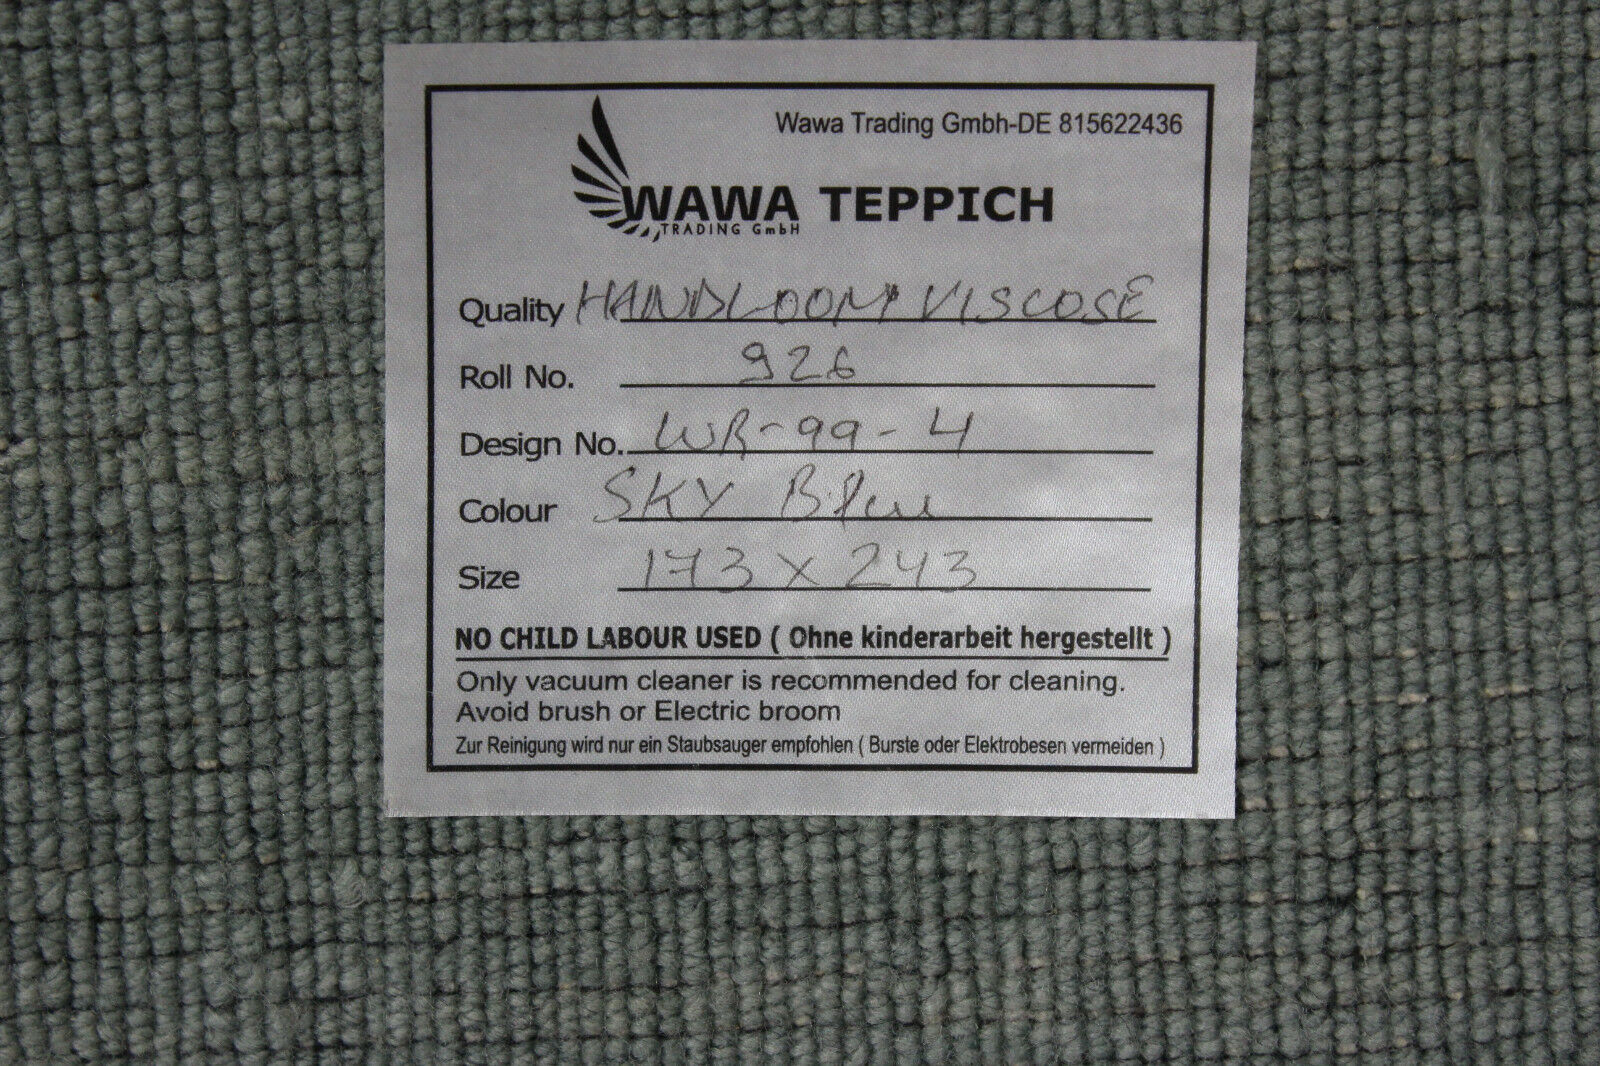 Wawa Trading Gmbh-DE 815622436
WAWA TEPPICH
TRADING GmbH
Quality HANDLOOM VISCOSE
Roll No. 926
Design No. WR-99-4
Colour SKY Blue
Size 173 x 243
NO CHILD LABOUR USED ( Ohne kinderarbeit hergestellt )
Only vacuum cleaner is recommended for cleaning.
Avoid brush or Electric broom
Zur Reinigung wird nur ein Staubsauger empfohlen ( Burste oder Elektrobesen vermeiden )